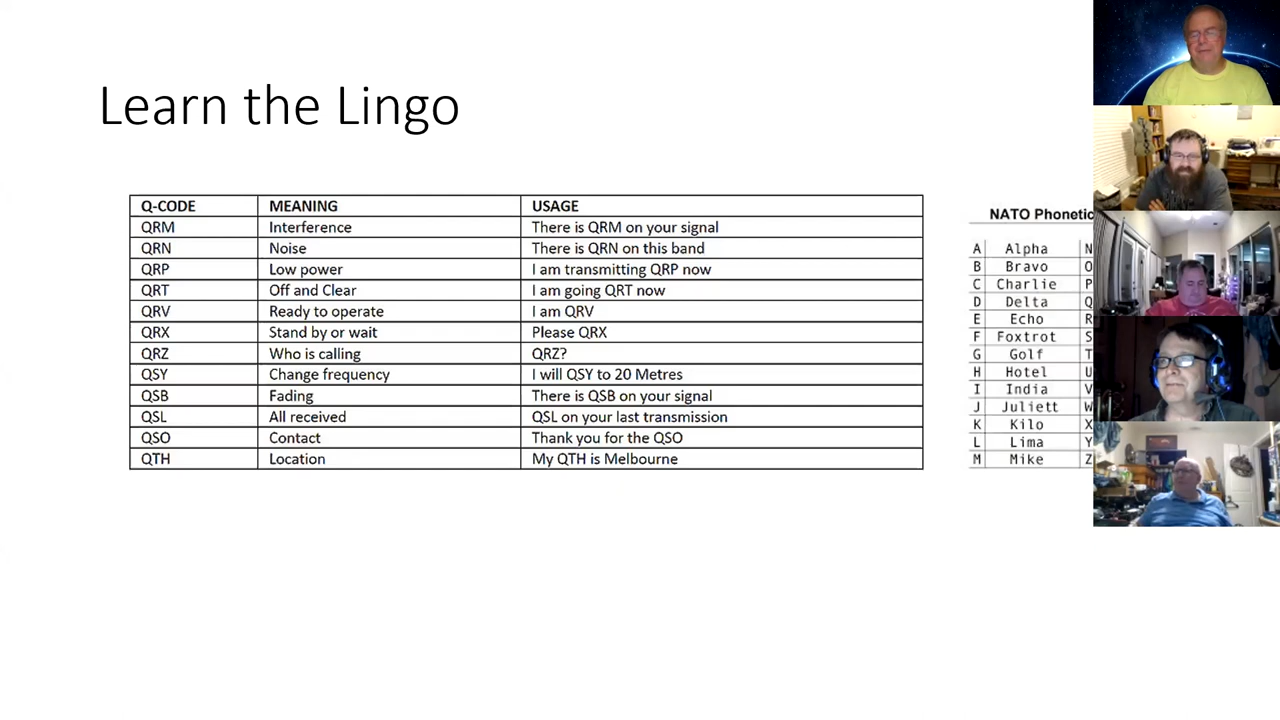 Learn the Lingo
Q-CODE MEANING USAGE
QRM Interference There is QRM on your signal
QRN Noise There is QRN on this band
QRP Low power I am transmitting QRP now
QRT Off and Clear I am going QRT now
QRV Ready to operate I am QRV
QRX Stand by or wait Please QRX
QRZ Who is calling QRZ?
QSY Change frequency I will QSY to 20 Metres
QSB Fading There is QSB on your signal
QSL All received QSL on your last transmission
QSO Contact Thank you for the QSO
QTH Location My QTH is Melbourne
NATO Phonetic
A Alpha N
B Bravo O
C Charlie P
D Delta Q
E Echo R
F Foxtrot S
G Golf T
H Hotel U
I India V
J Juliett W
K Kilo X
L Lima Y
M Mike Z